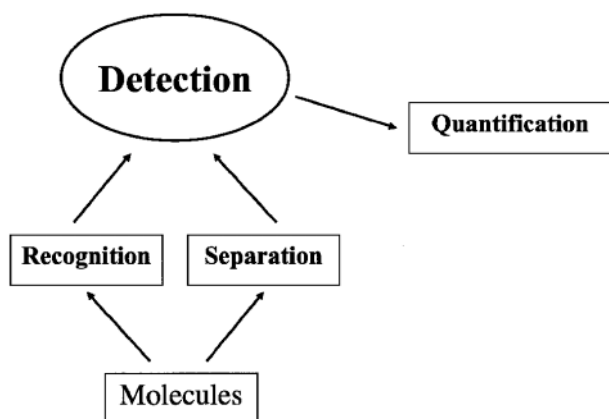 Detection
Quantification
Recognition
Separation
Molecules